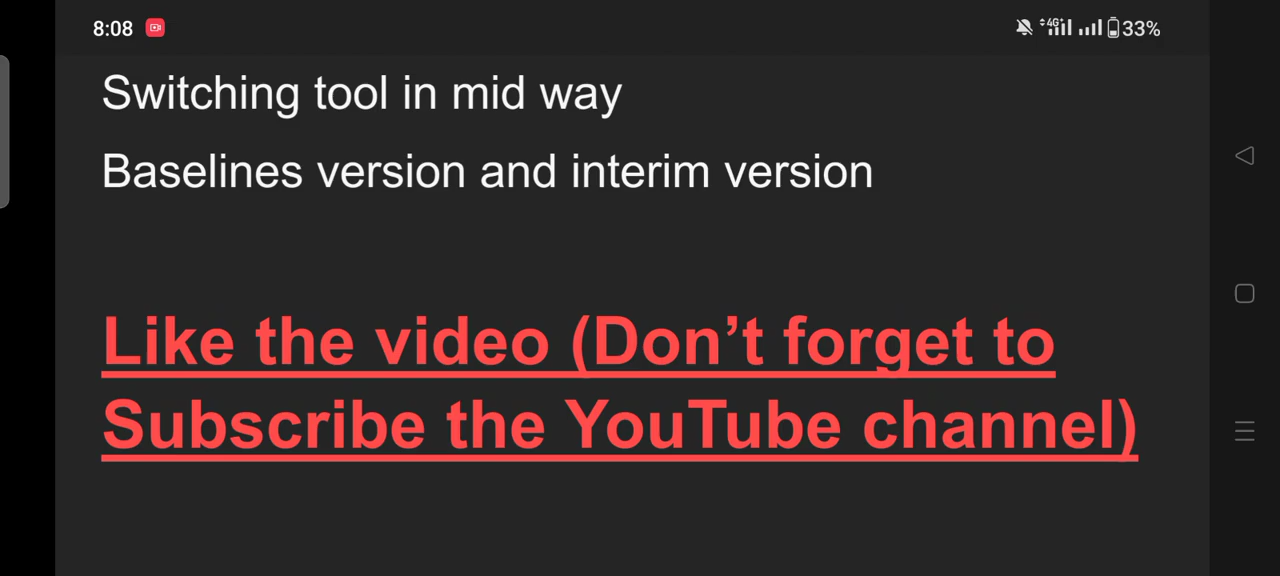 8:08 4G+ 33%
Switching tool in mid way
Baselines version and interim version
Like the video (Don’t forget to
Subscribe the YouTube channel)